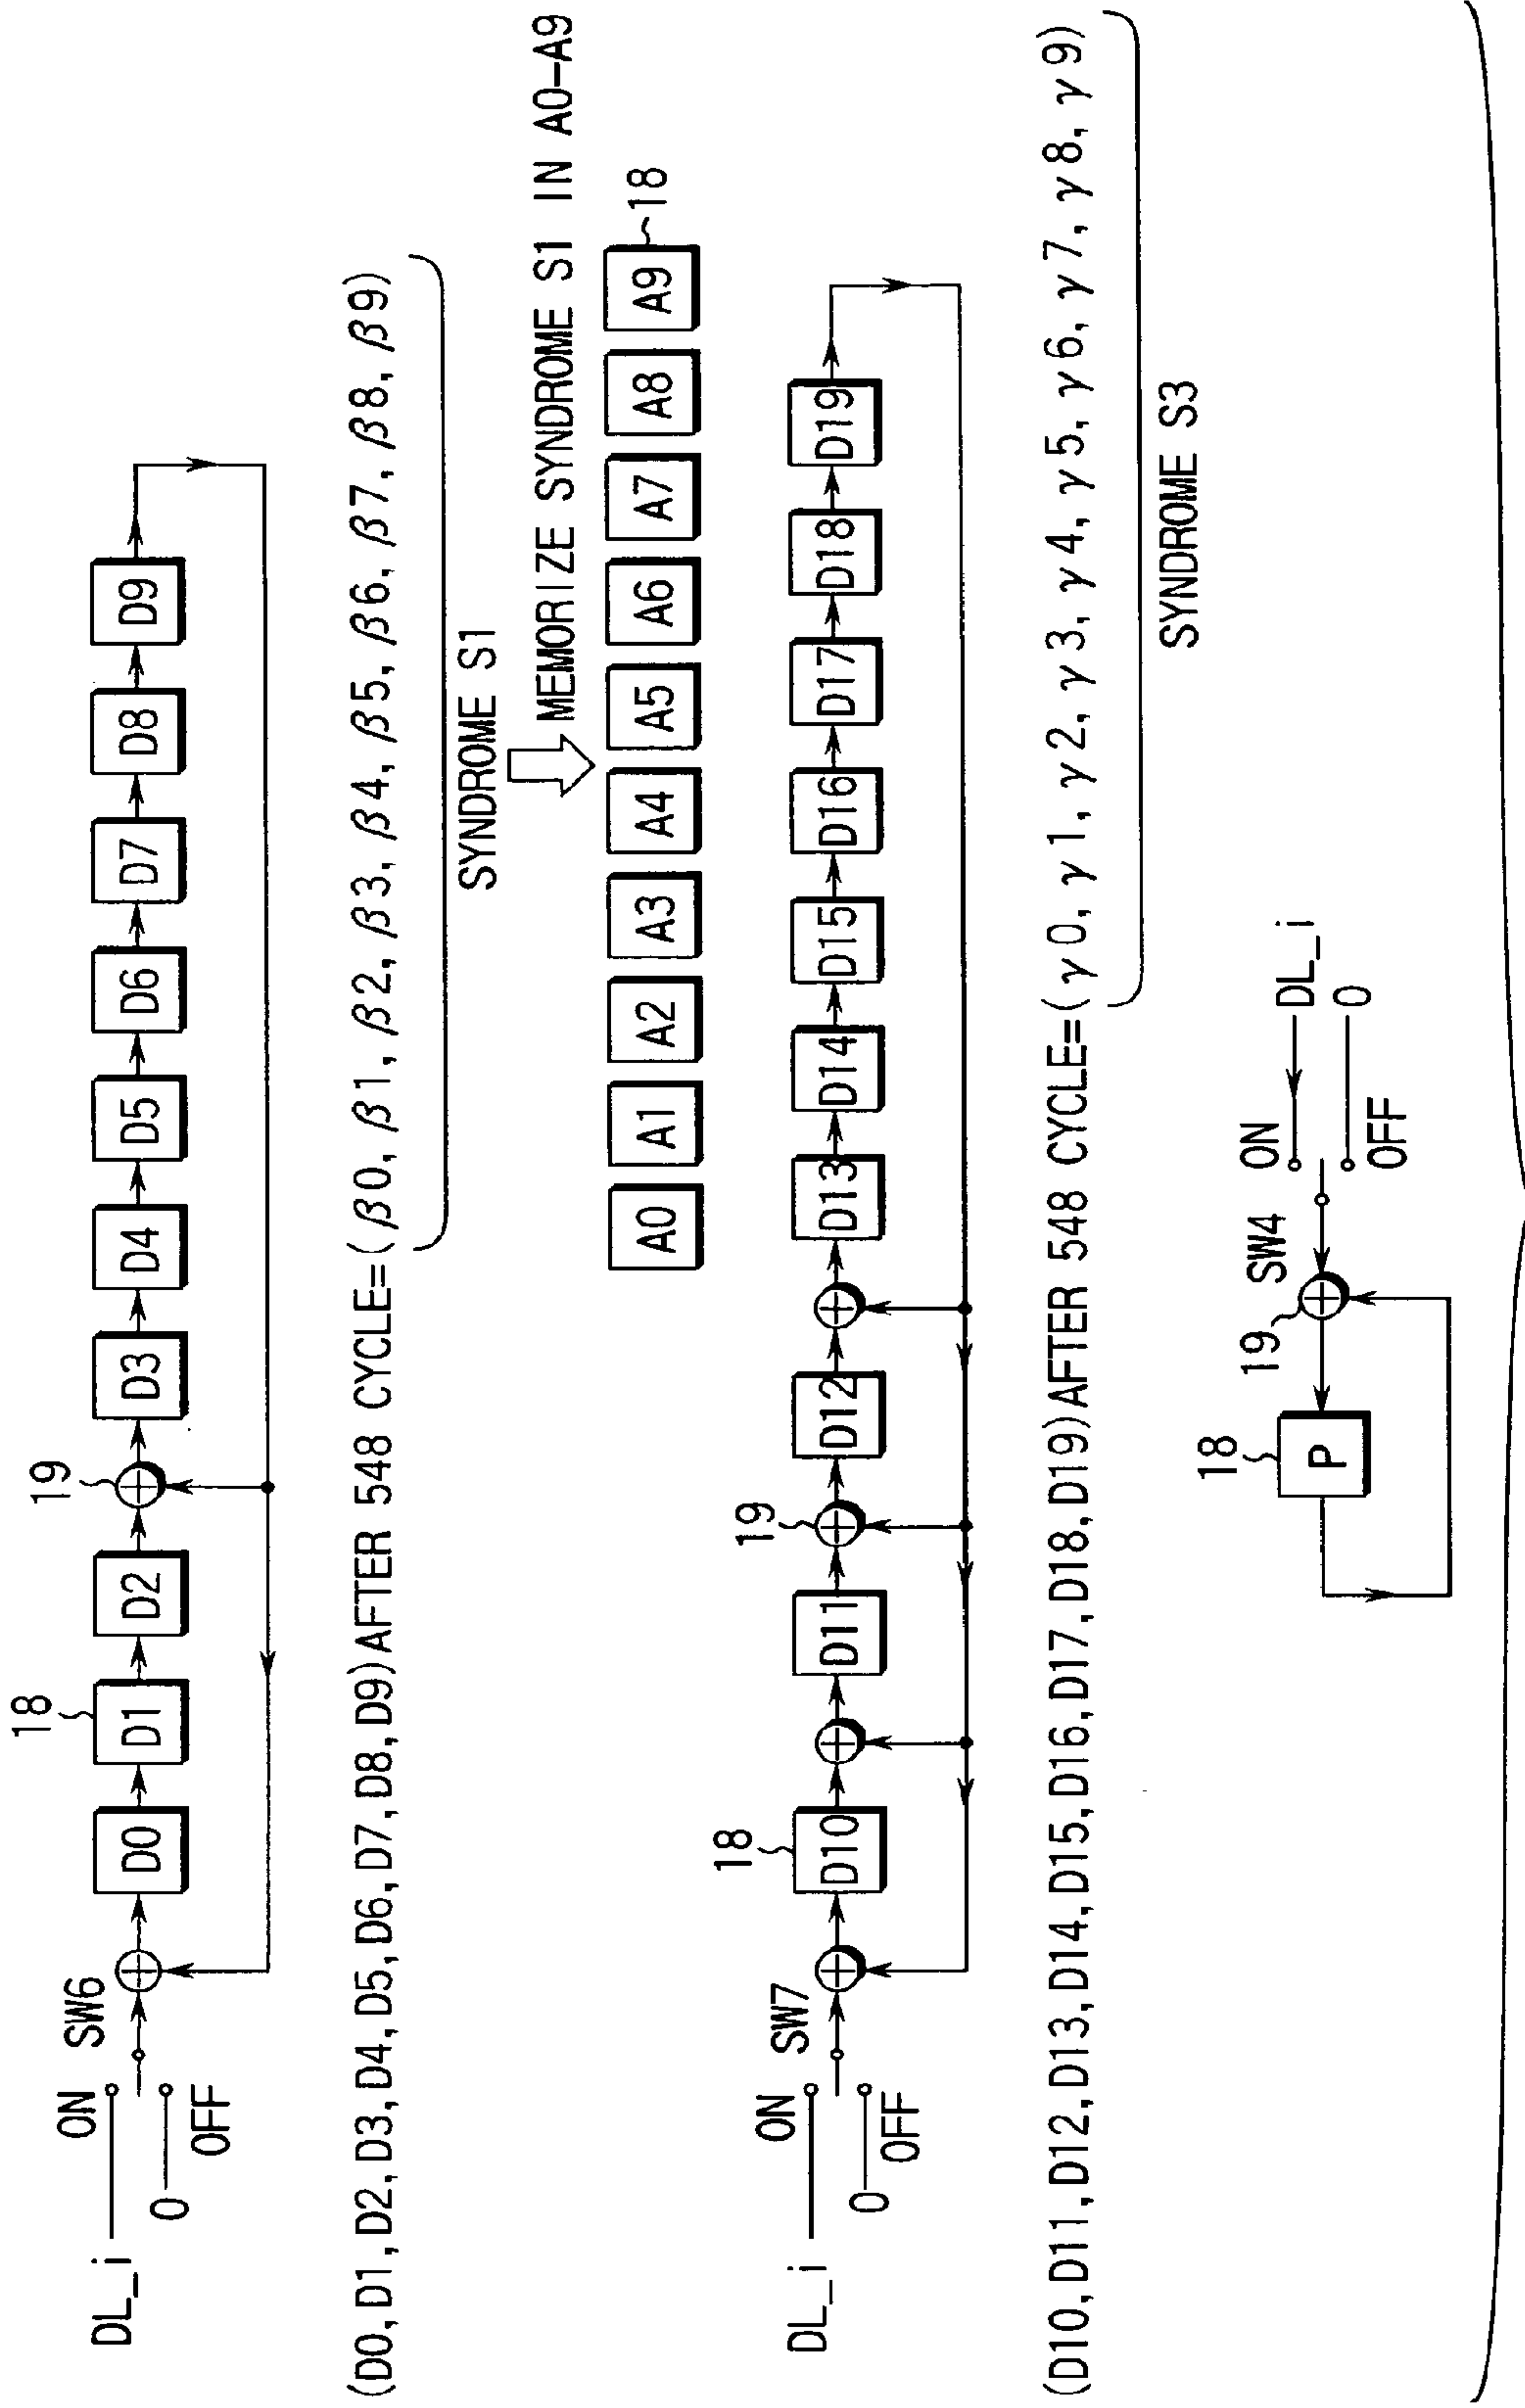 DL_i
ON
SW6
0
OFF
18
19
D0 D1 D2 D3 D4 D5 D6 D7 D8 D9
(D0,D1,D2,D3,D4,D5,D6,D7,D8,D9)AFTER 548 CYCLE=(β0,β1,β2,β3,β4,β5,β6,β7,β8,β9)
SYNDROME S1
MEMORIZE SYNDROME S1 IN A0-A9
A0 A1 A2 A3 A4 A5 A6 A7 A8 A9
18
DL_i
ON
SW7
0
OFF
18
19
D10 D11 D12 D13 D14 D15 D16 D17 D18 D19
(D10,D11,D12,D13,D14,D15,D16,D17,D18,D19)AFTER 548 CYCLE=(γ0,γ1,γ2,γ3,γ4,γ5,γ6,γ7,γ8,γ9)
SYNDROME S3
18
P
19
SW4
ON
DL_i
0
OFF